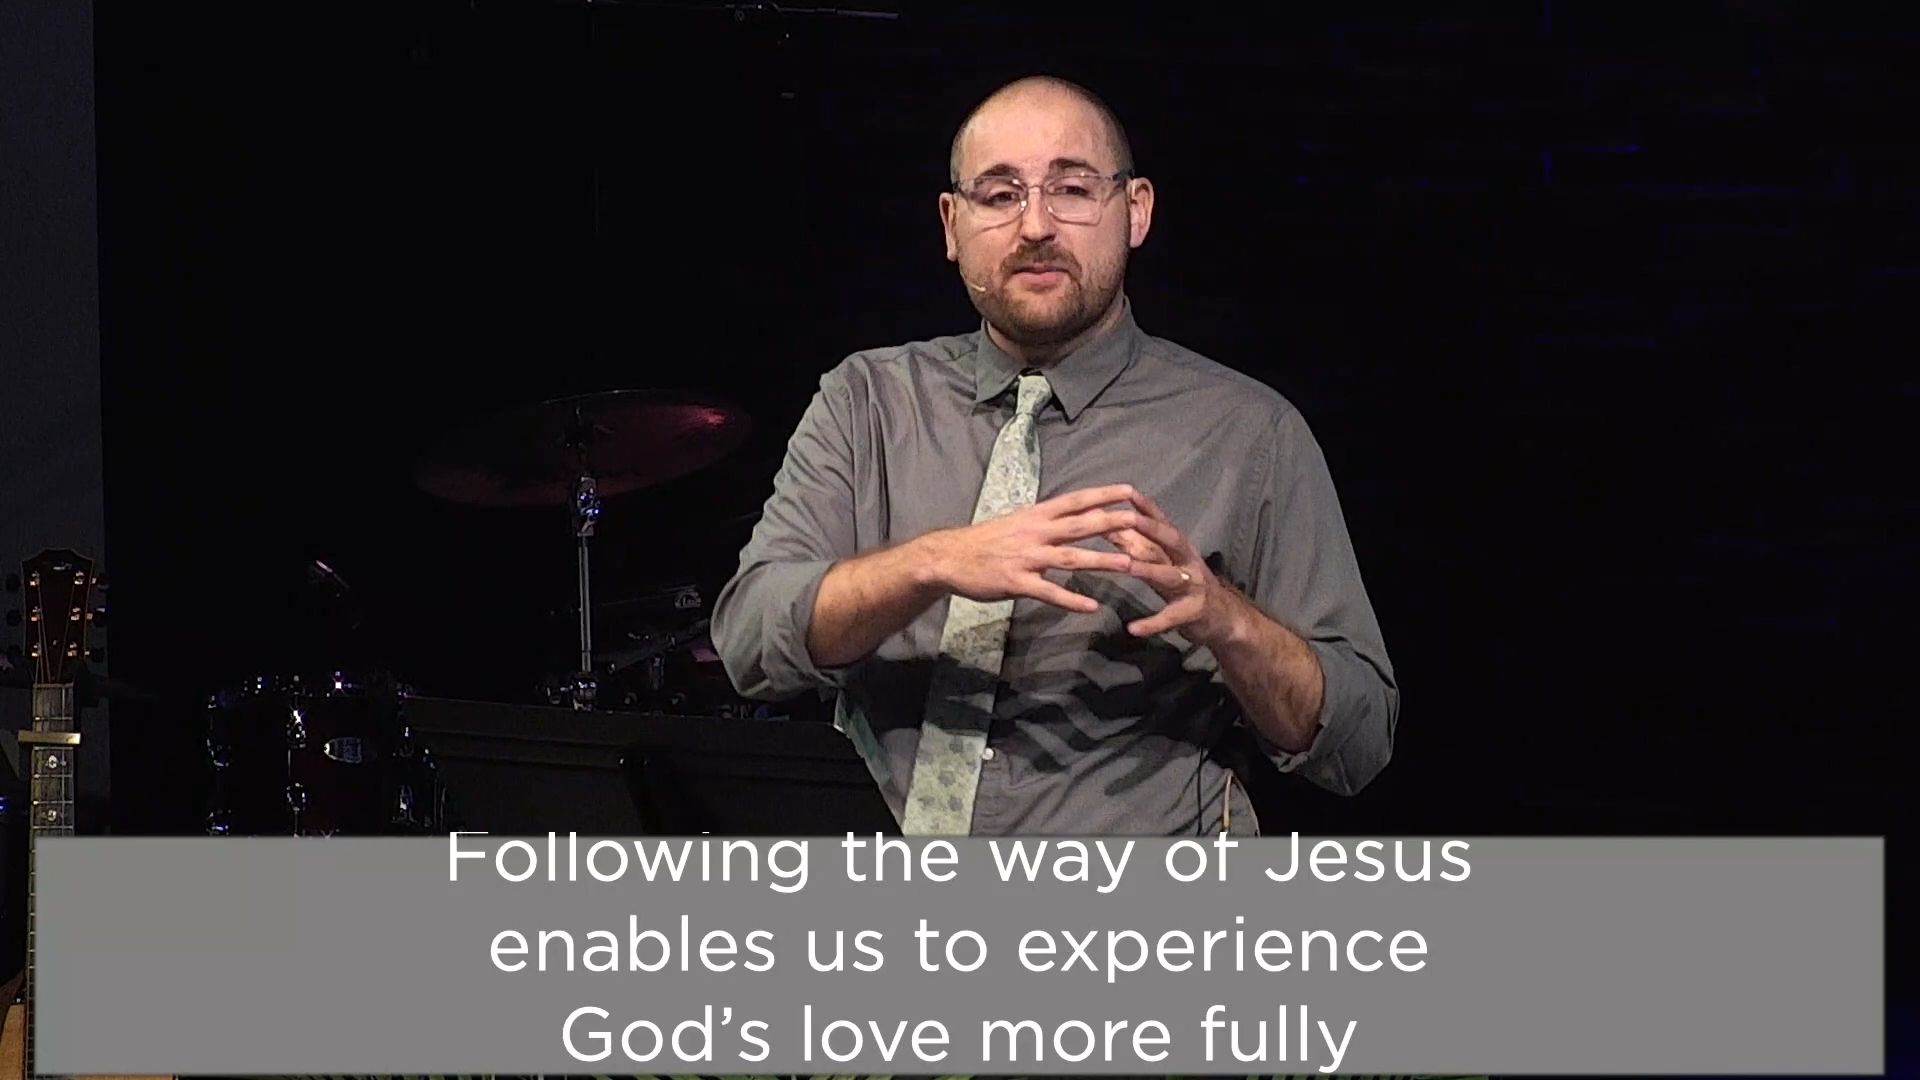 Following the way of Jesus
enables us to experience
God's love more fully